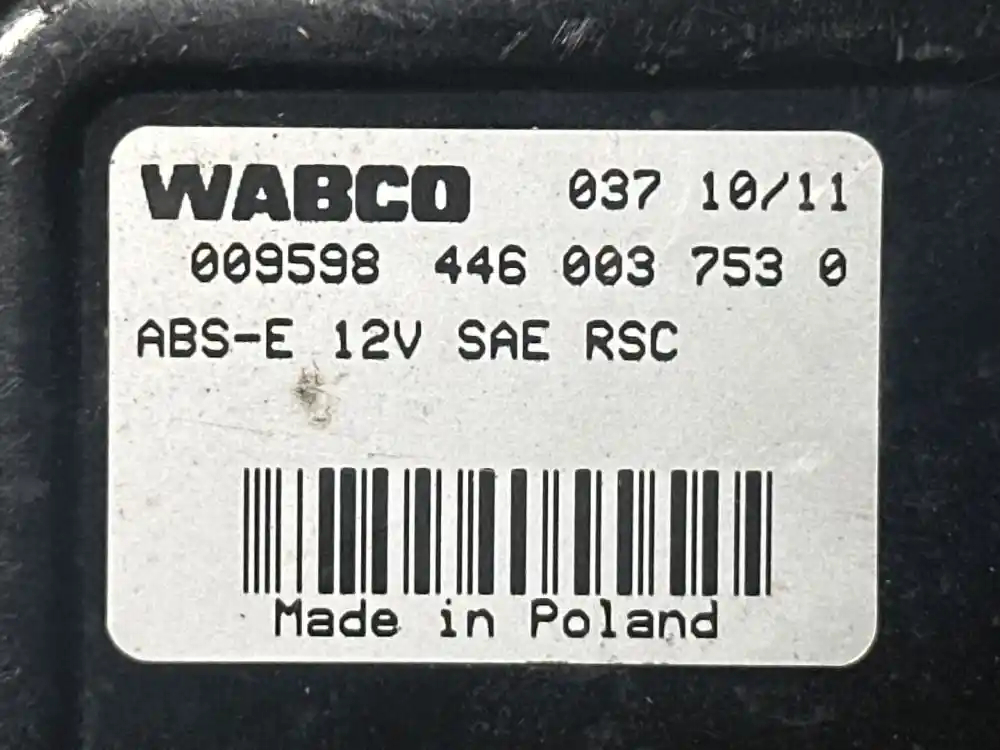 WABCO 037 10/11
009598 446 003 753 0
ABS-E 12V SAE RSC
Made in Poland